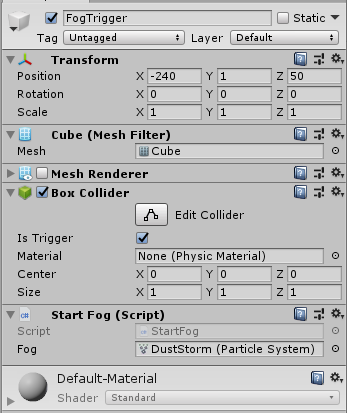 FogTrigger Static
Tag Untagged Layer Default
Transform
Position X -240 Y 1 Z 50
Rotation X 0 Y 0 Z 0
Scale X 1 Y 1 Z 1
Cube (Mesh Filter)
Mesh Cube
Mesh Renderer
Box Collider
Edit Collider
Is Trigger
Material None (Physic Material)
Center X 0 Y 0 Z 0
Size X 1 Y 1 Z 1
Start Fog (Script)
Script StartFog
Fog DustStorm (Particle System)
Default-Material
Shader Standard